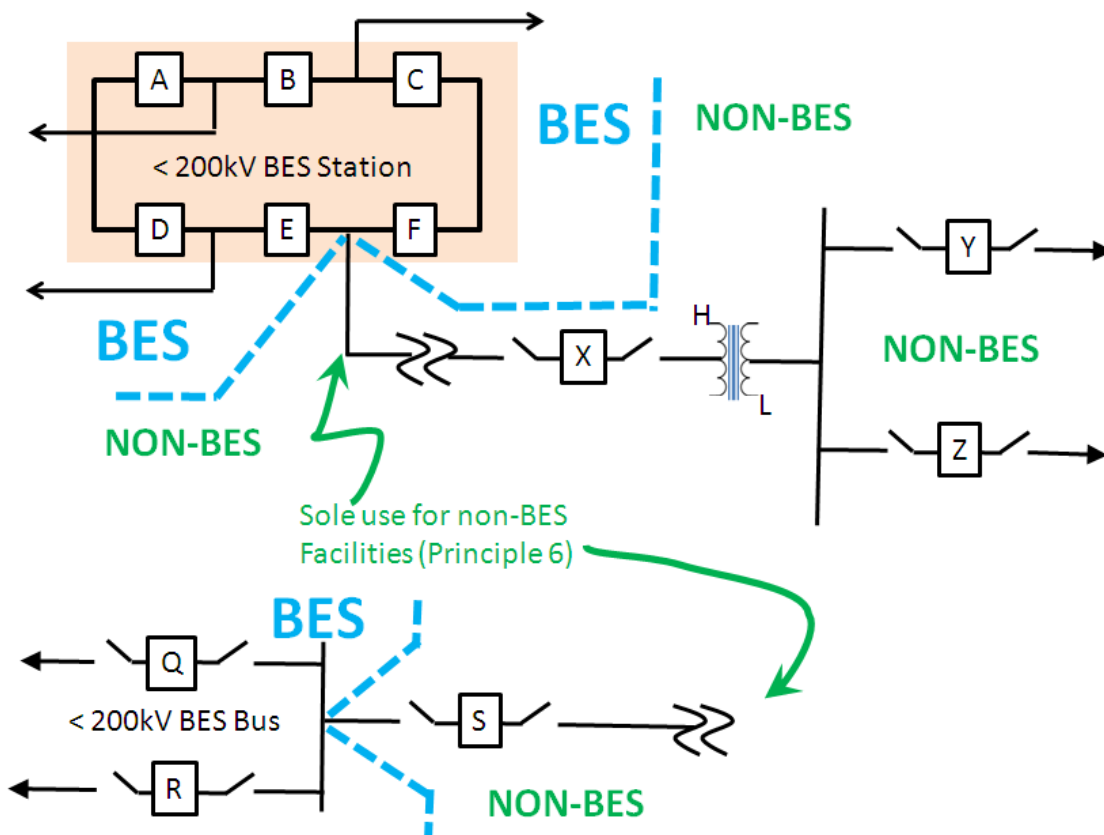 A
B
C
< 200kV BES Station
D
E
F
BES
NON-BES
BES
NON-BES
H
X
L
Y
NON-BES
Z
Sole use for non-BES
Facilities (Principle 6)
BES
Q
< 200kV BES Bus
R
S
NON-BES